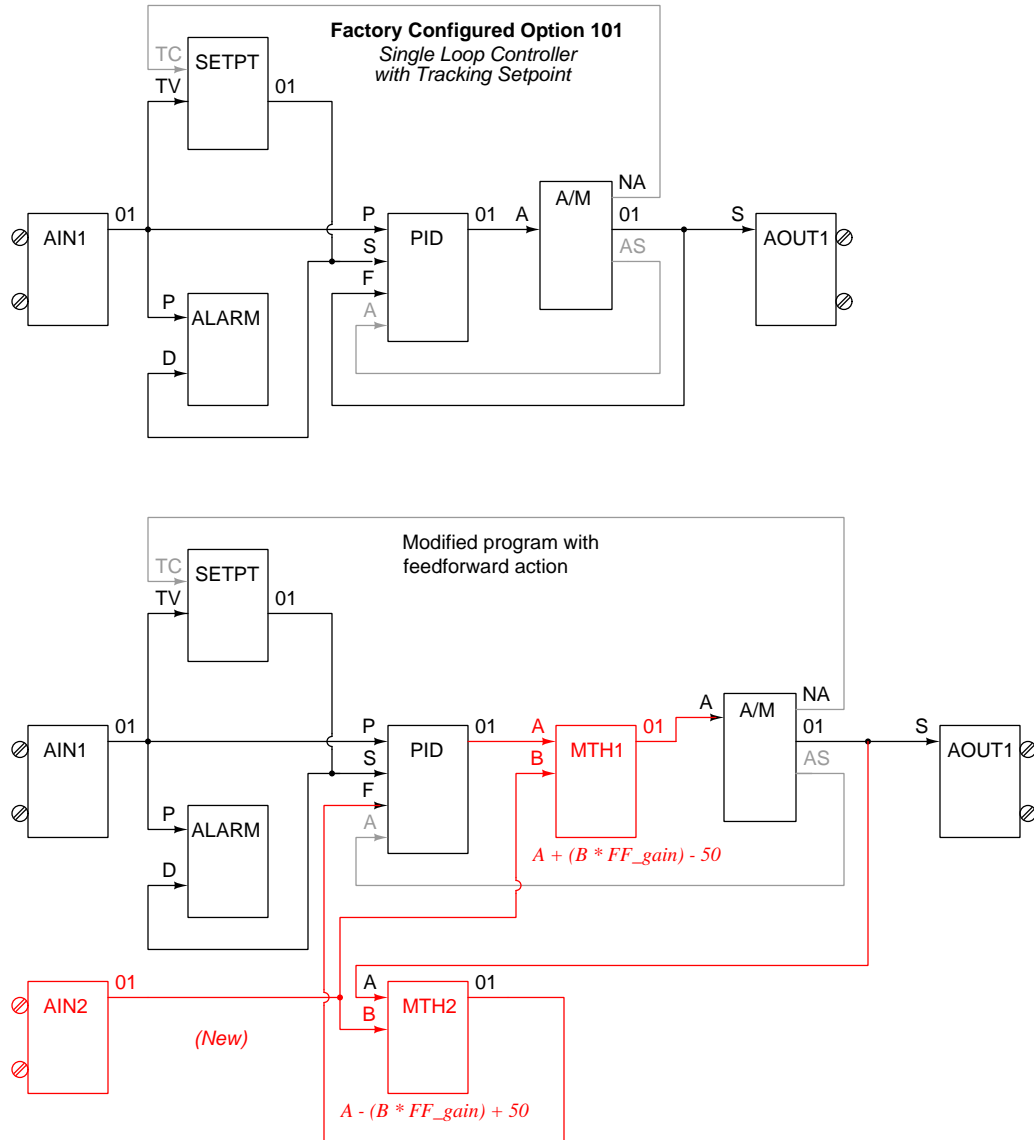 Factory Configured Option 101
Single Loop Controller
with Tracking Setpoint
TC
SETPT
TV
01
NA
A/M
01
P
01
A
01
S
AIN1
PID
AOUT1
S
AS
F
P
A
ALARM
D
Modified program with
feedforward action
TC
SETPT
TV
01
NA
A
A/M
01
P
01
A
01
01
S
AIN1
PID
MTH1
AOUT1
S
B
AS
F
P
A
ALARM
A + (B * FF_gain) - 50
D
01
A
01
AIN2
MTH2
B
(New)
A - (B * FF_gain) + 50